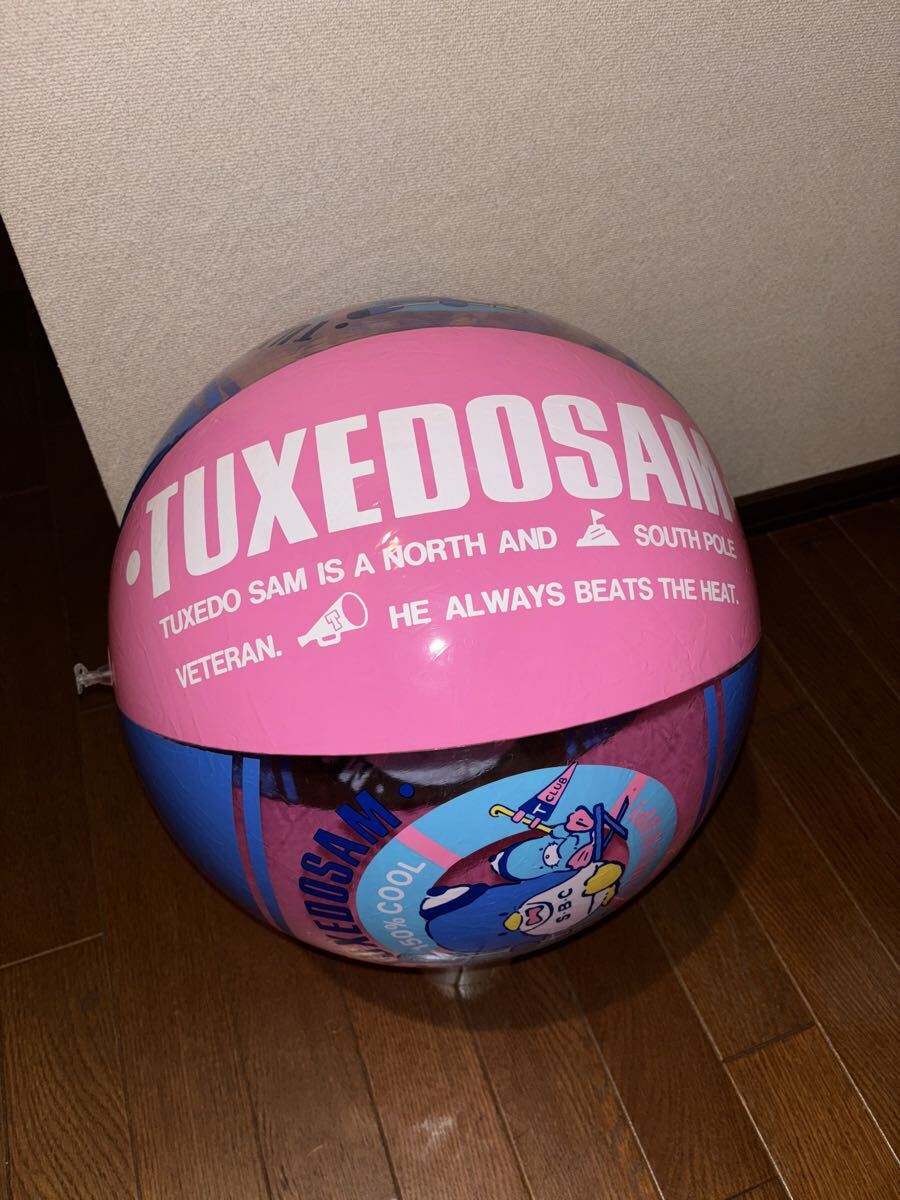 • TUXEDOSAM
TUXEDO SAM IS A NORTH AND SOUTH POLE
VETERAN. HE ALWAYS BEATS THE HEAT.
T
TUXEDOSAM •
150% COOL
T CLUB
SBC